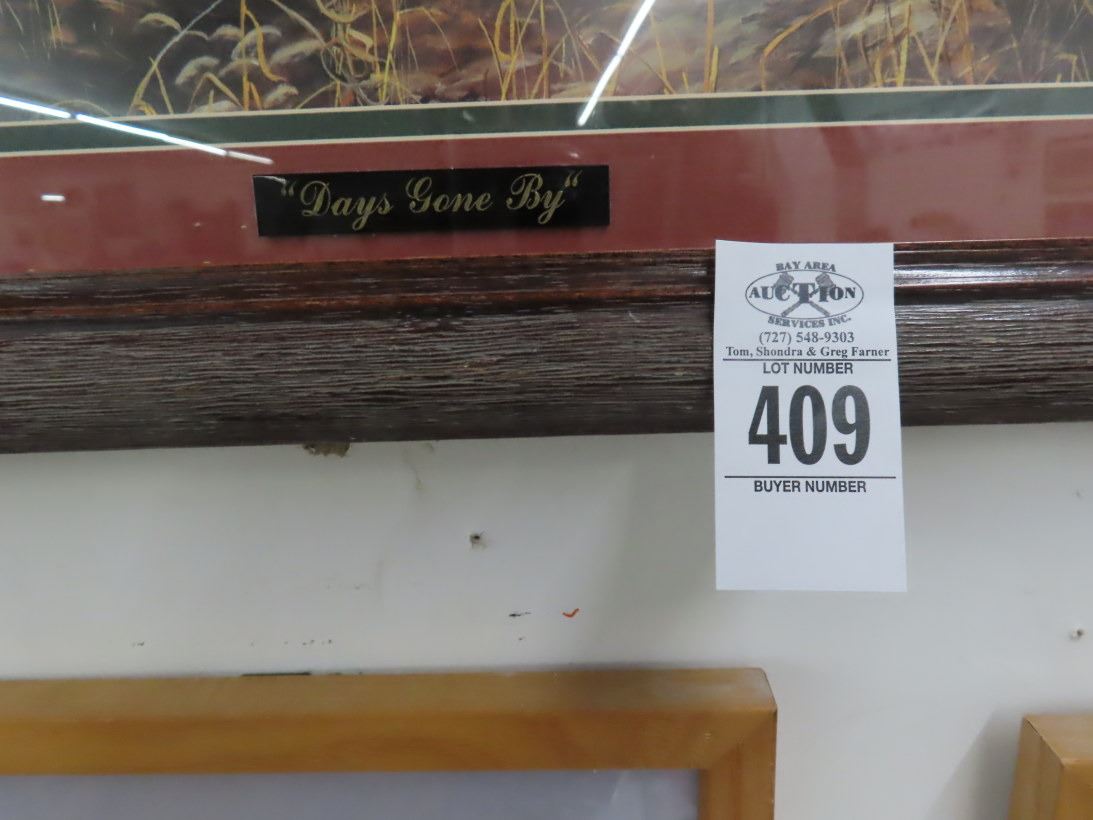 "Days Gone By"
BAY AREA
AUCTION
SERVICES INC.
(727) 548-9303
Tom, Shondra & Greg Farner
LOT NUMBER
409
BUYER NUMBER